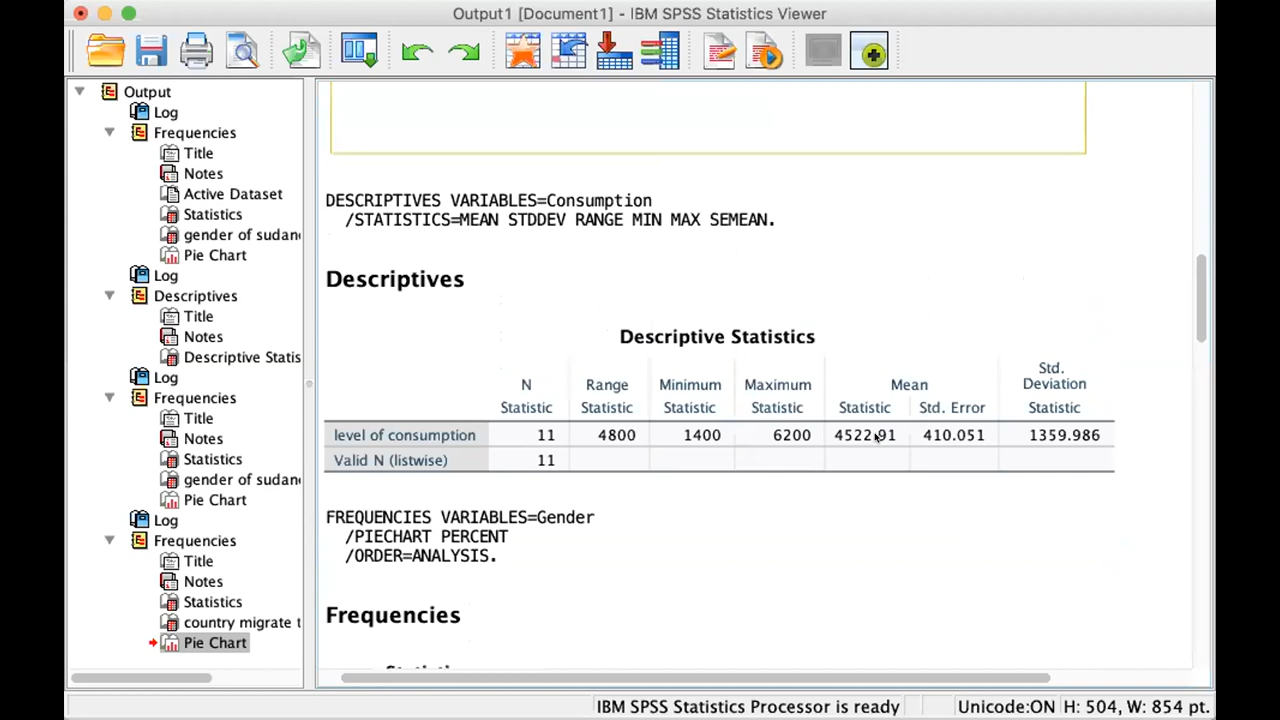 Output1 [Document1] - IBM SPSS Statistics Viewer
Output
Log
Frequencies
Title
Notes
Active Dataset
Statistics
gender of sudan
Pie Chart
Log
Descriptives
Title
Notes
Descriptive Statis
Log
Frequencies
Title
Notes
Statistics
gender of sudan
Pie Chart
Log
Frequencies
Title
Notes
Statistics
country migrate t
Pie Chart
DESCRIPTIVES VARIABLES=Consumption
/STATISTICS=MEAN STDDEV RANGE MIN MAX SEMEAN.
Descriptives
Descriptive Statistics
N Range Minimum Maximum Mean Std. Deviation
Statistic Statistic Statistic Statistic Statistic Std. Error Statistic
level of consumption 11 4800 1400 6200 4522.91 410.051 1359.986
Valid N (listwise) 11
FREQUENCIES VARIABLES=Gender
/PIECHART PERCENT
/ORDER=ANALYSIS.
Frequencies
IBM SPSS Statistics Processor is ready Unicode:ON H: 504, W: 854 pt.